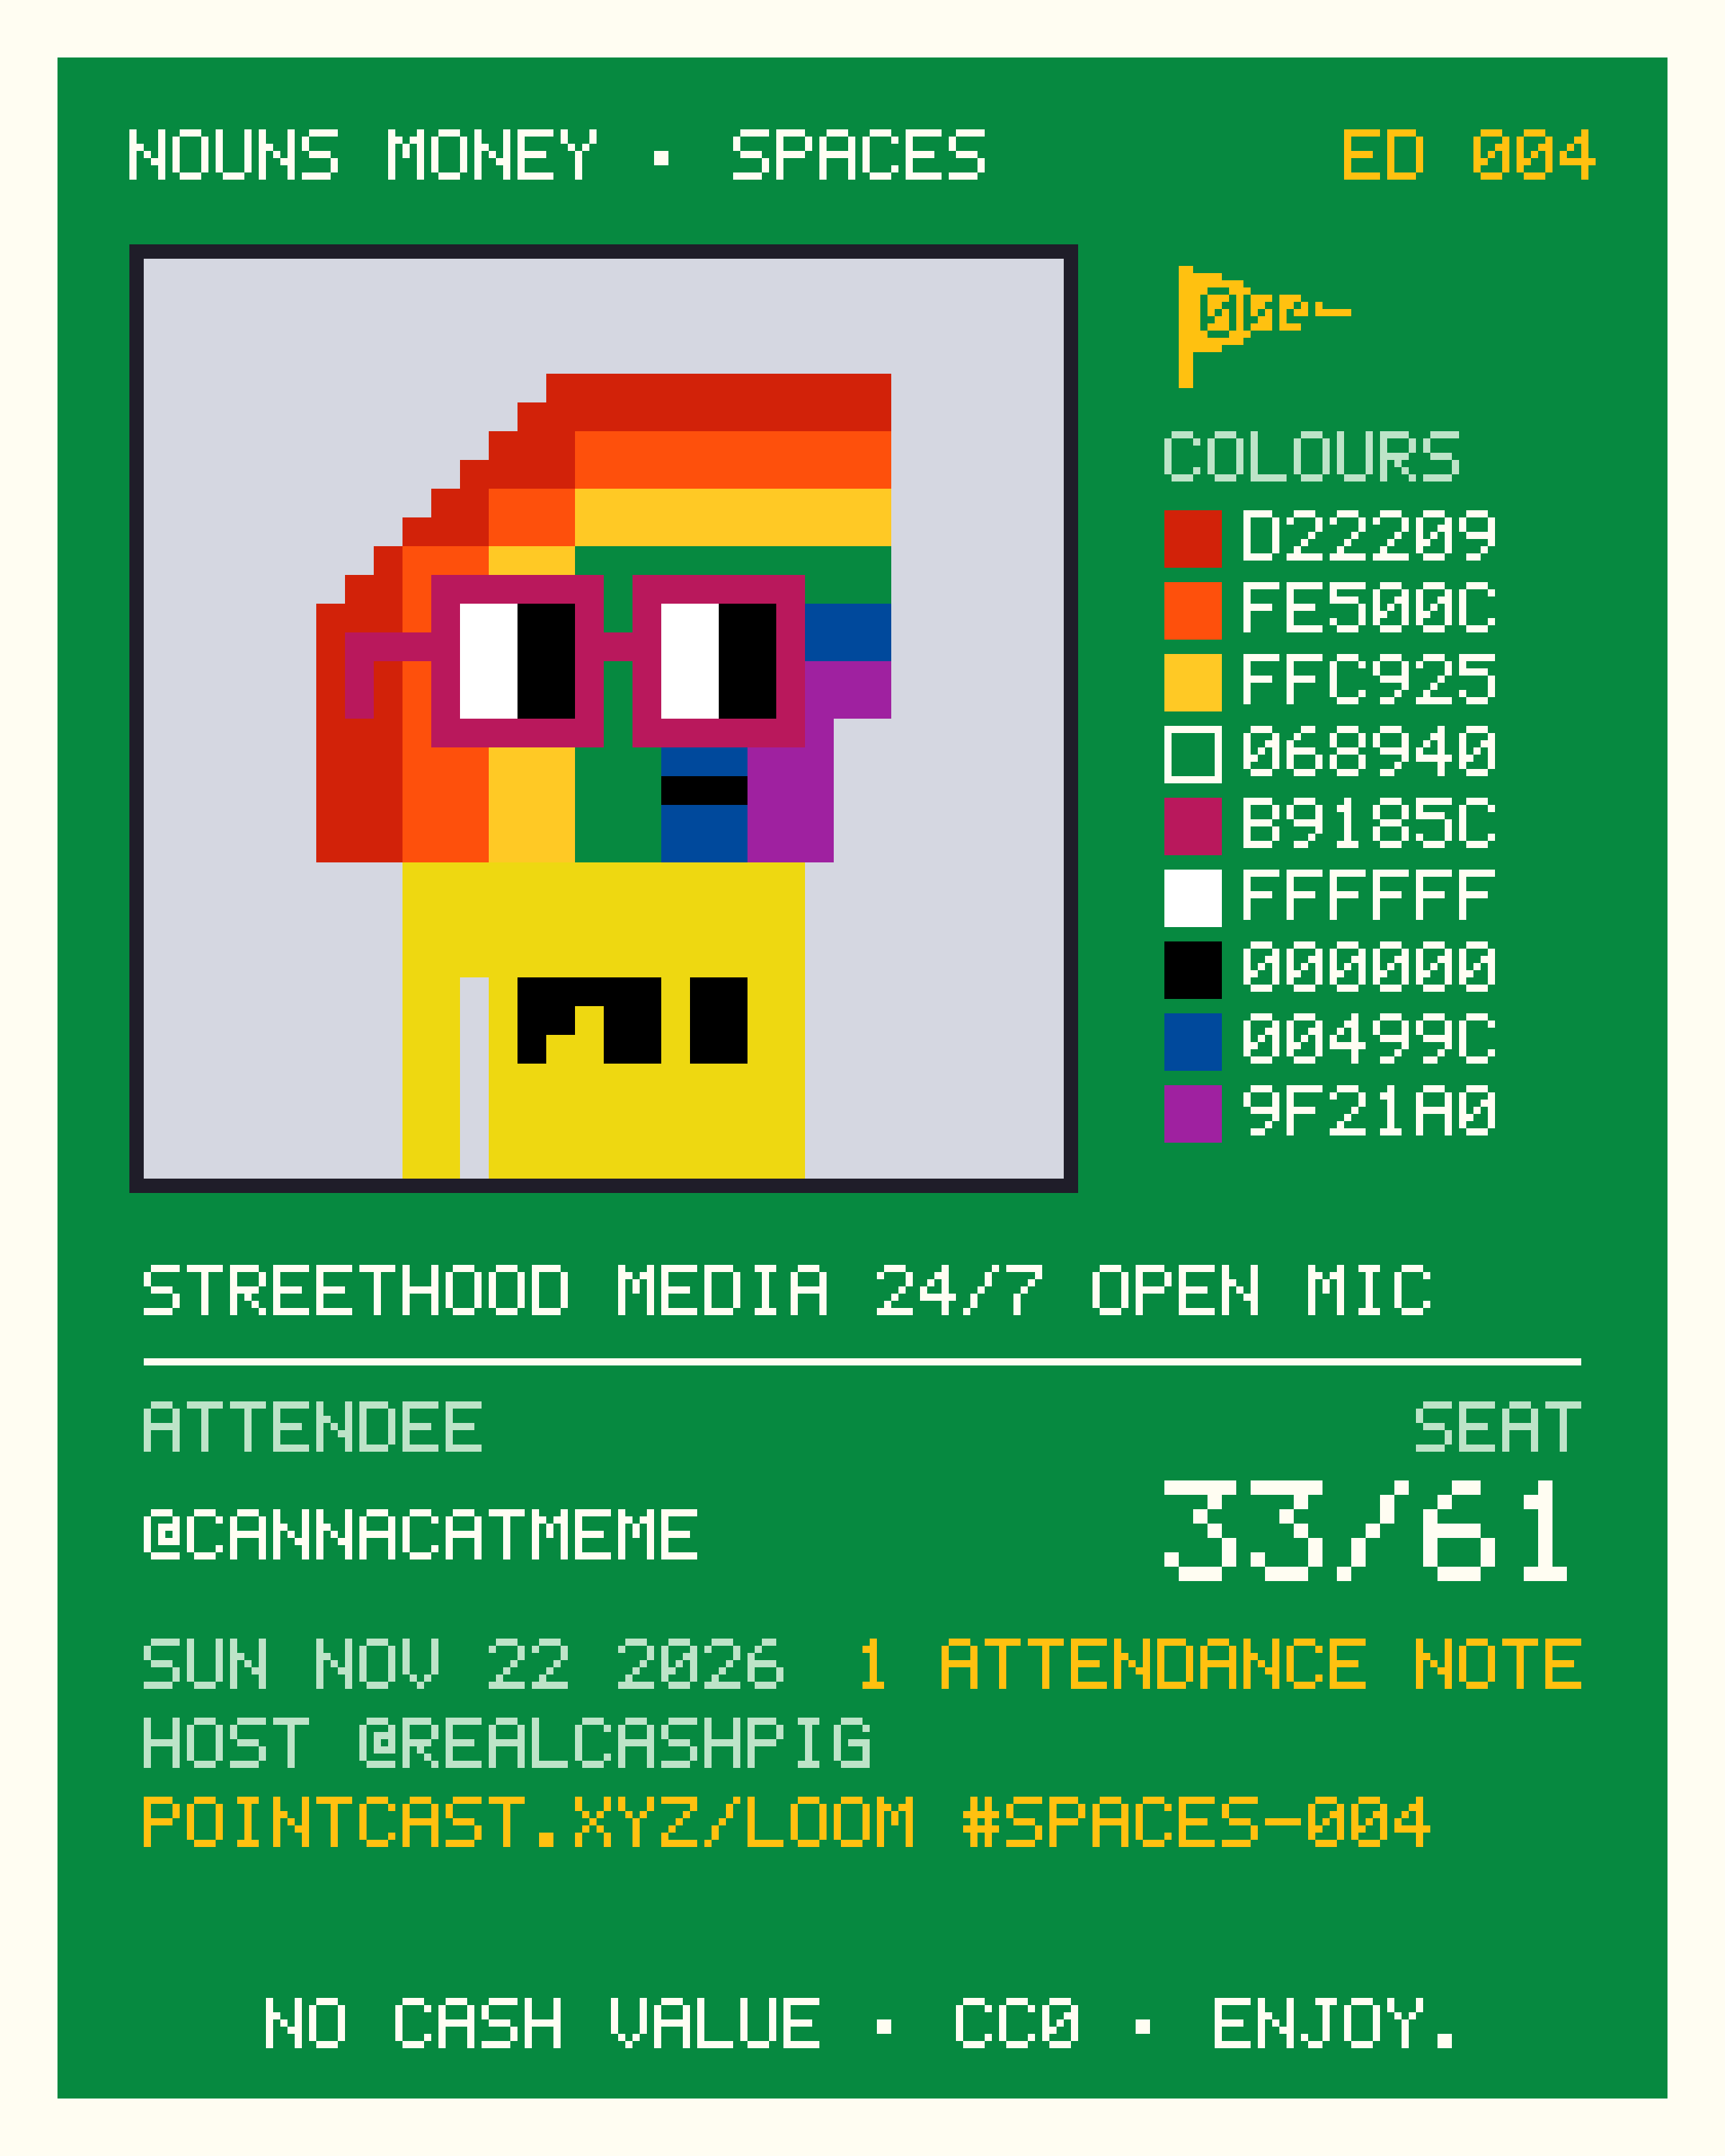 NOUNS MONEY · SPACES
ED 004
COLOURS
D22209
FE500C
FFC925
068940
B9185C
FFFFFF
000000
00499C
9F21A0
STREETHOOD MEDIA 24/7 OPEN MIC
ATTENDEE
SEAT
@CANNACATMEME
33/61
SUN NOV 22 2026
1 ATTENDANCE NOTE
HOST @REALCASHPIG
POINTCAST.XYZ/LOOM #SPACES-004
NO CASH VALUE · CC0 · ENJOY.